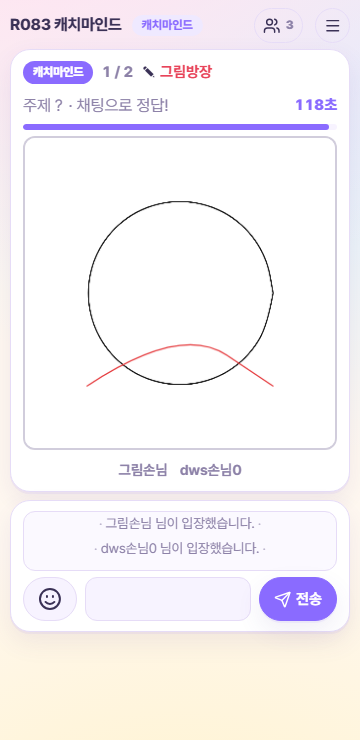 R083 캐치마인드 캐치마인드 3
캐치마인드 1 / 2 그림방장
주제 ? · 채팅으로 정답! 118초
그림손님 dws손님0
· 그림손님 님이 입장했습니다. ·
· dws손님0 님이 입장했습니다. ·
전송